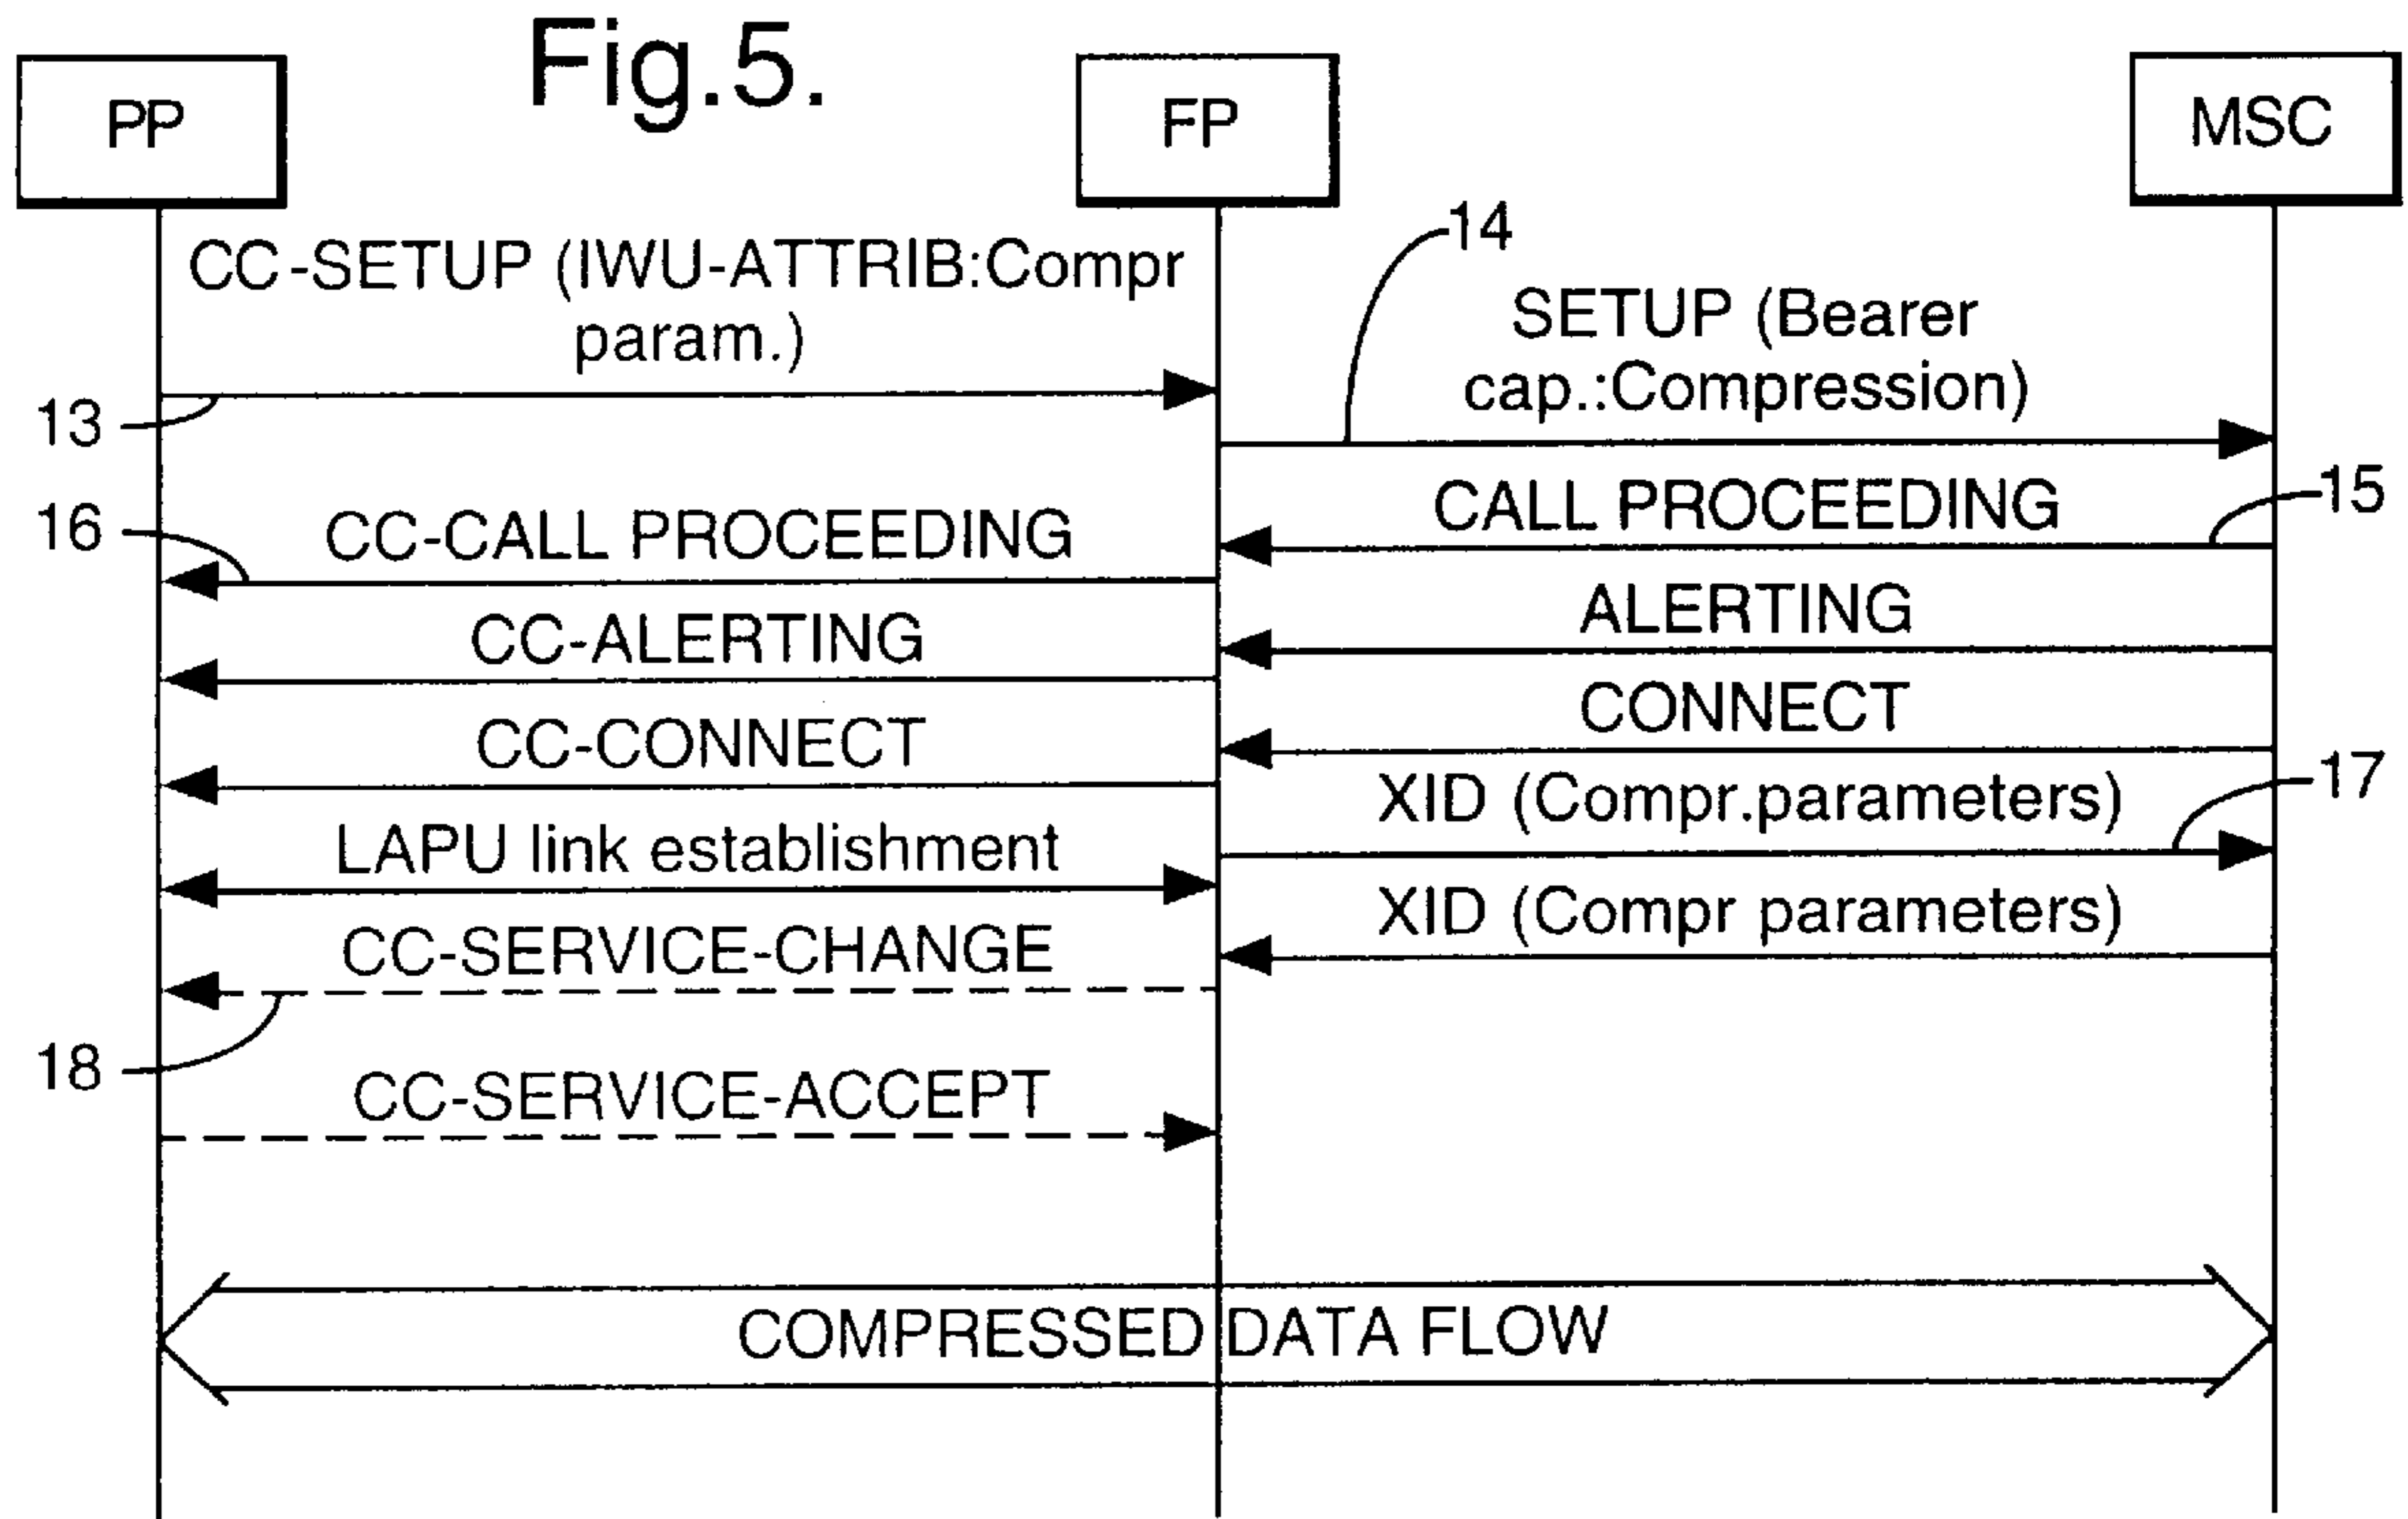 Fig.5.
PP
FP
MSC
14
CC-SETUP (IWU-ATTRIB:Compr
param.)
SETUP (Bearer
cap.:Compression)
13
15
CALL PROCEEDING
16
CC-CALL PROCEEDING
ALERTING
CC-ALERTING
CONNECT
CC-CONNECT
17
XID (Compr.parameters)
LAPU link establishment
XID (Compr parameters)
CC-SERVICE-CHANGE
18
CC-SERVICE-ACCEPT
COMPRESSED DATA FLOW